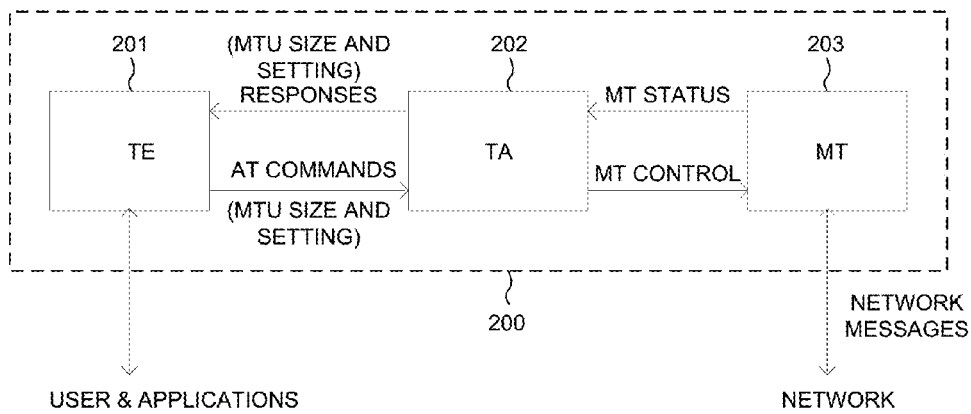 201
(MTU SIZE AND
SETTING)
RESPONSES
202
203
MT STATUS
TE
TA
MT
AT COMMANDS
(MTU SIZE AND
SETTING)
MT CONTROL
200
NETWORK
MESSAGES
USER & APPLICATIONS
NETWORK